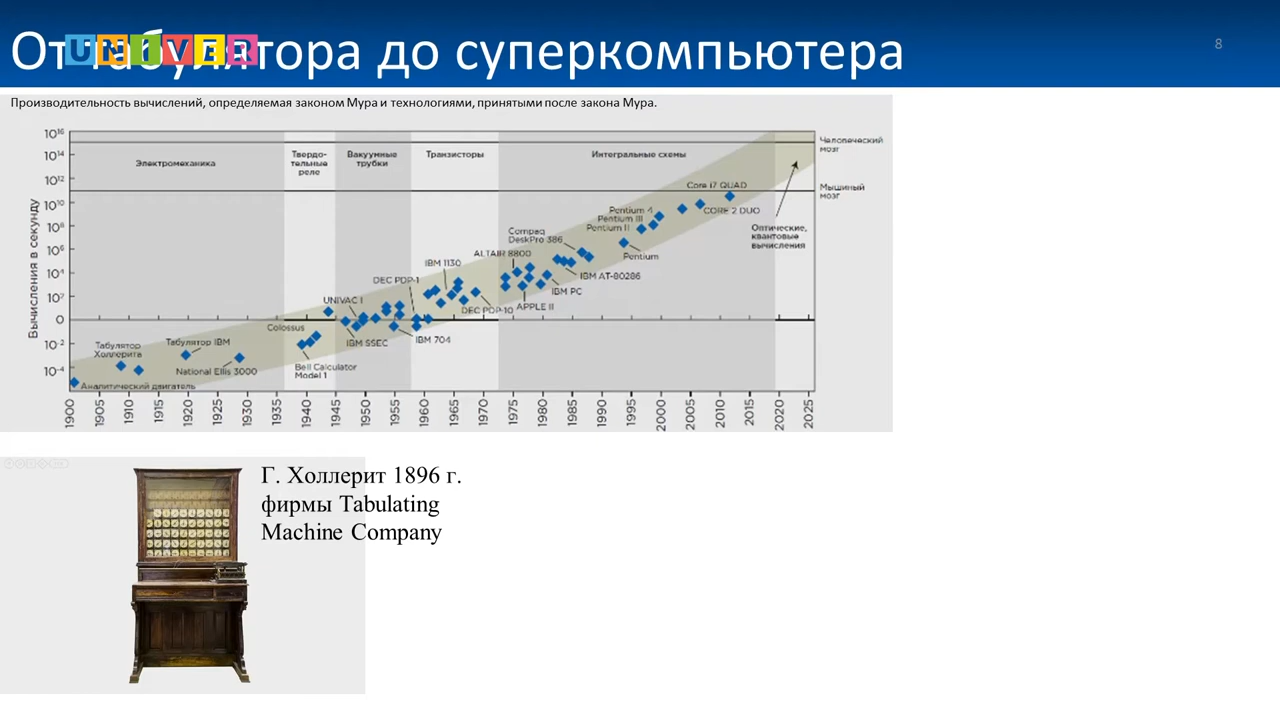 От табулятора до суперкомпьютера
UNIVER
8
Производительность вычислений, определяемая законом Мура и технологиями, принятыми после закона Мура.
Вычисления в секунду
10¹⁶
10¹⁴
10¹²
10¹⁰
10⁸
10⁶
10⁴
10²
0
10⁻²
10⁻⁴
Электромеханика
Твердо-
тельные
реле
Вакуумные
трубки
Транзисторы
Интегральные схемы
Челопеческий
мозг
Мышиный
мозг
Core i7 QUAD
CORE 2 DUO
Pentium 4
Pentium III
Pentium II
Pentium
Оптические,
квантовые
вычисления
Compaq
DeskPro 386
ALTAIR 8800
IBM AT-80286
IBM PC
APPLE II
IBM 1130
DEC PDP-1
DEC PDP-10
UNIVAC I
IBM 704
IBM SSEC
Colossus
Bell Calculator
Model 1
Табулятор
Холлерита
Табулятор IBM
National Ellis 3000
Аналитический двигатель
1900
1905
1910
1915
1920
1925
1930
1935
1940
1945
1950
1955
1960
1965
1970
1975
1980
1985
1990
1995
2000
2005
2010
2015
2020
2025
Г. Холлерит 1896 г.
фирмы Tabulating
Machine Company